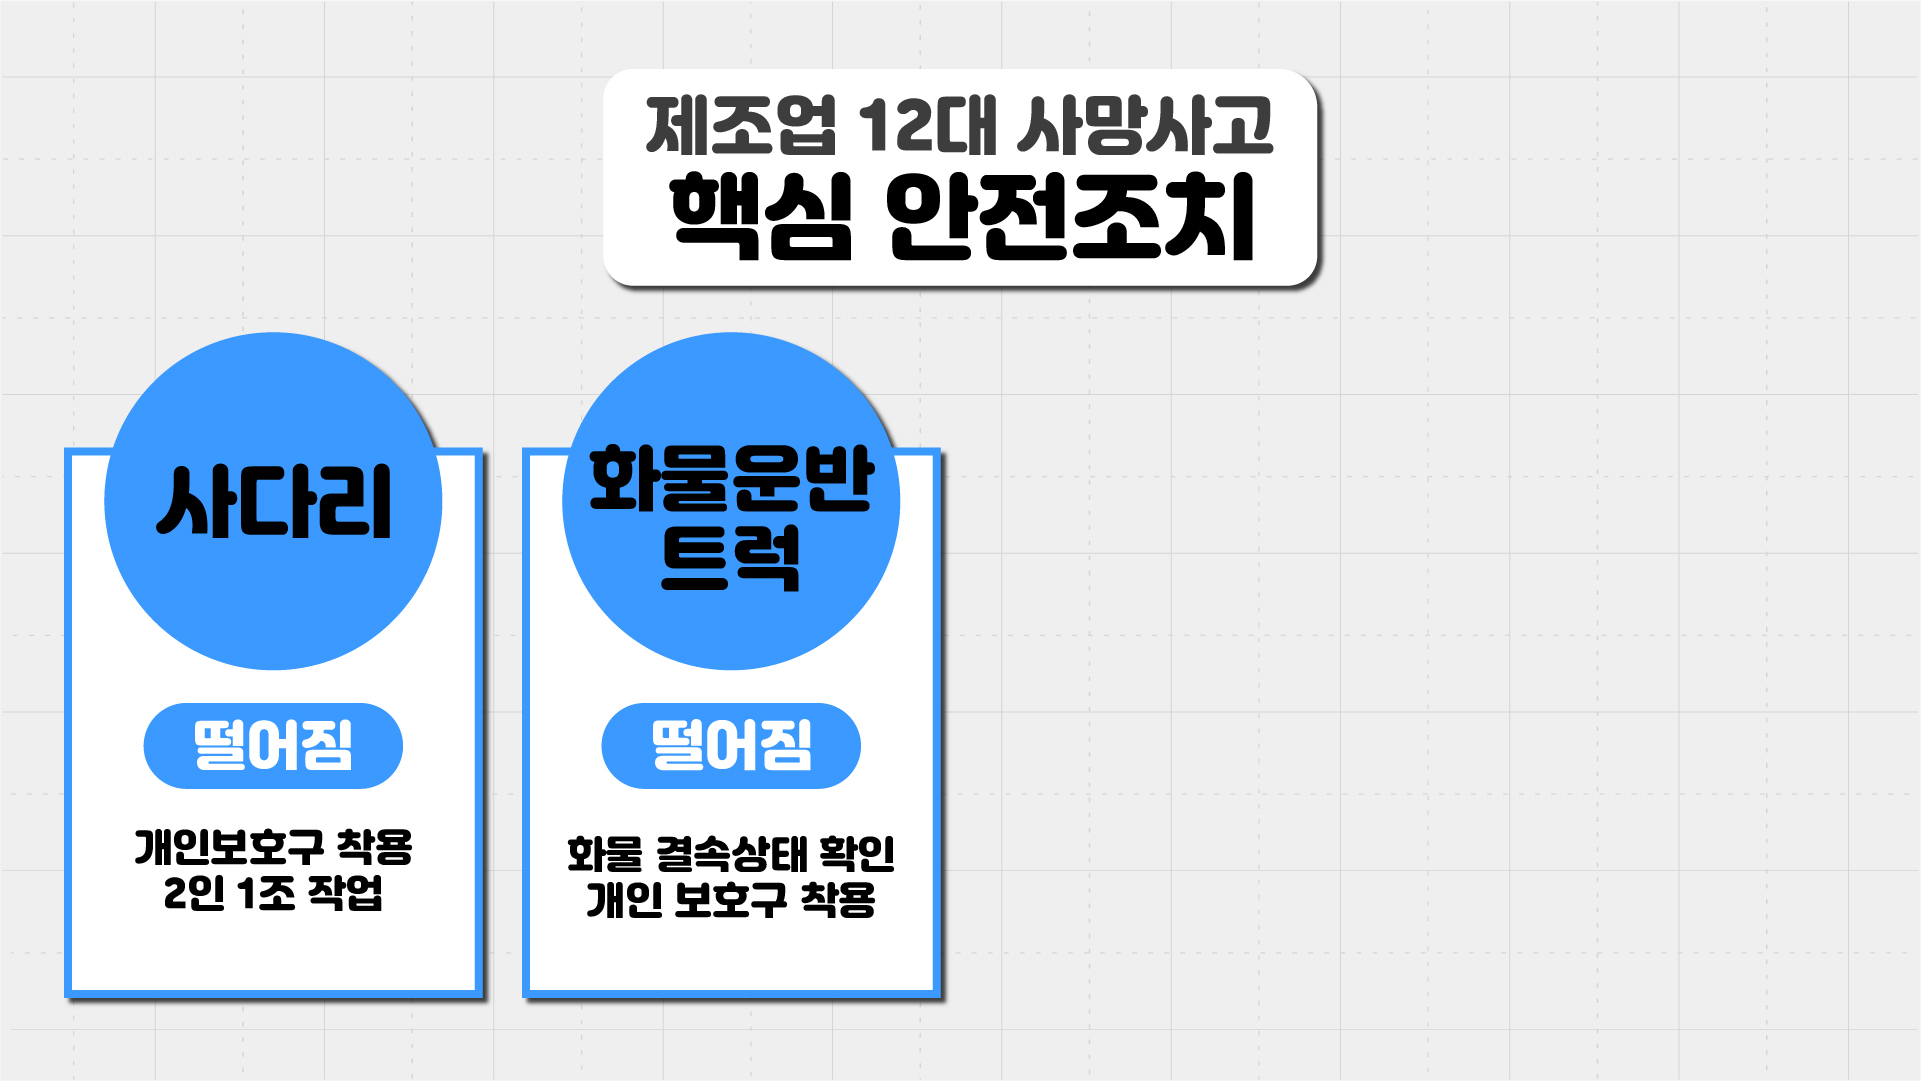 제조업 12대 사망사고
핵심 안전조치
사다리
떨어짐
개인보호구 착용
2인 1조 작업
화물운반
트럭
떨어짐
화물 결속상태 확인
개인 보호구 착용